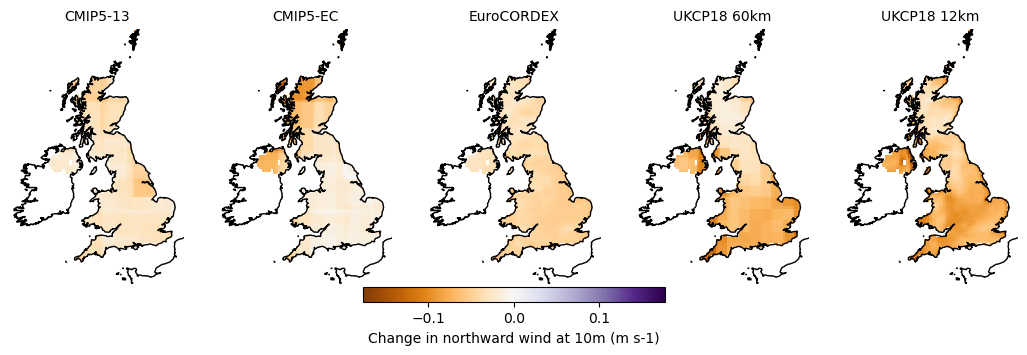 CMIP5-13 CMIP5-EC EuroCORDEX UKCP18 60km UKCP18 12km
−0.1 0.0 0.1
Change in northward wind at 10m (m s-1)